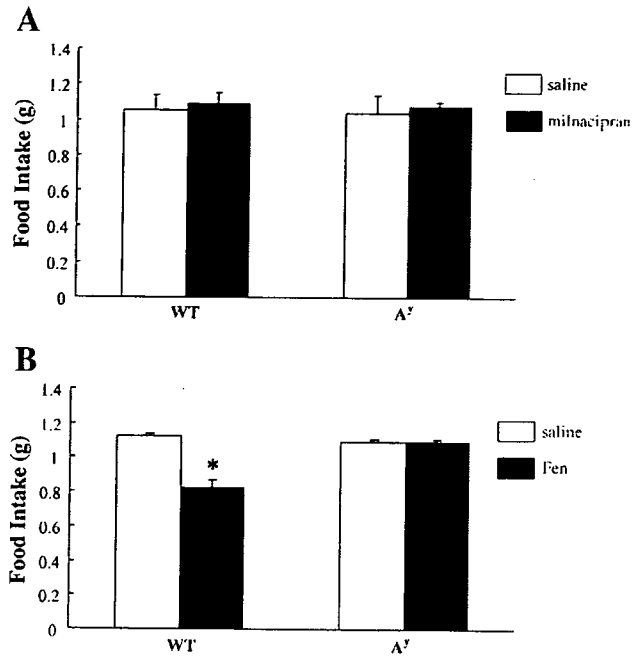 A
Food Intake (g)
1.4
1.2
1
0.8
0.6
0.4
0.2
0
WT
Aʸ
saline
milnacipran
B
Food Intake (g)
1.4
1.2
1
0.8
0.6
0.4
0.2
0
*
WT
Aʸ
saline
Fen